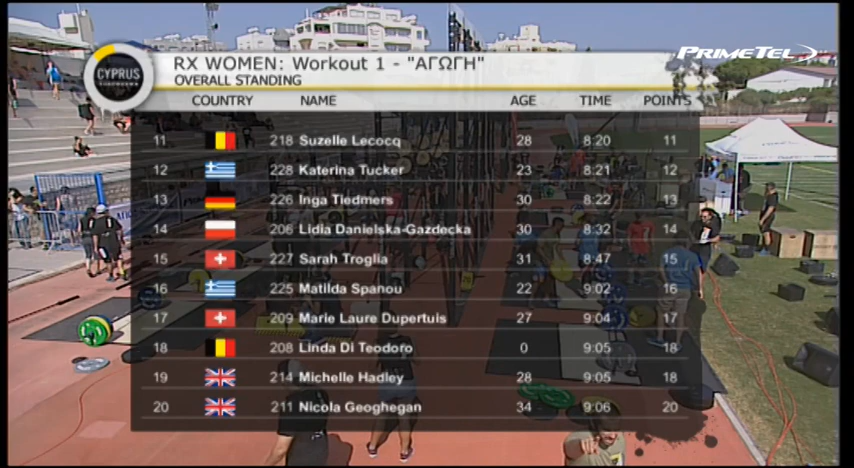 PRIMETEL
RX WOMEN: Workout 1 - "ΑΓΩΓΗ"
CYPRUS
OVERALL STANDING
COUNTRY NAME AGE TIME POINTS
11 218 Suzelle Lecocq 28 8:20 11
12 228 Katerina Tucker 23 8:21 12
13 226 Inga Tiedmers 30 8:22 13
14 206 Lidia Danielska-Gazdecka 30 8:32 14
15 227 Sarah Troglia 31 8:47 15
16 225 Matilda Spanou 22 9:02 16
17 209 Marie Laure Dupertuis 27 9:04 17
18 208 Linda Di Teodoro 0 9:05 18
19 214 Michelle Hadley 28 9:05 18
20 211 Nicola Geoghegan 34 9:06 20